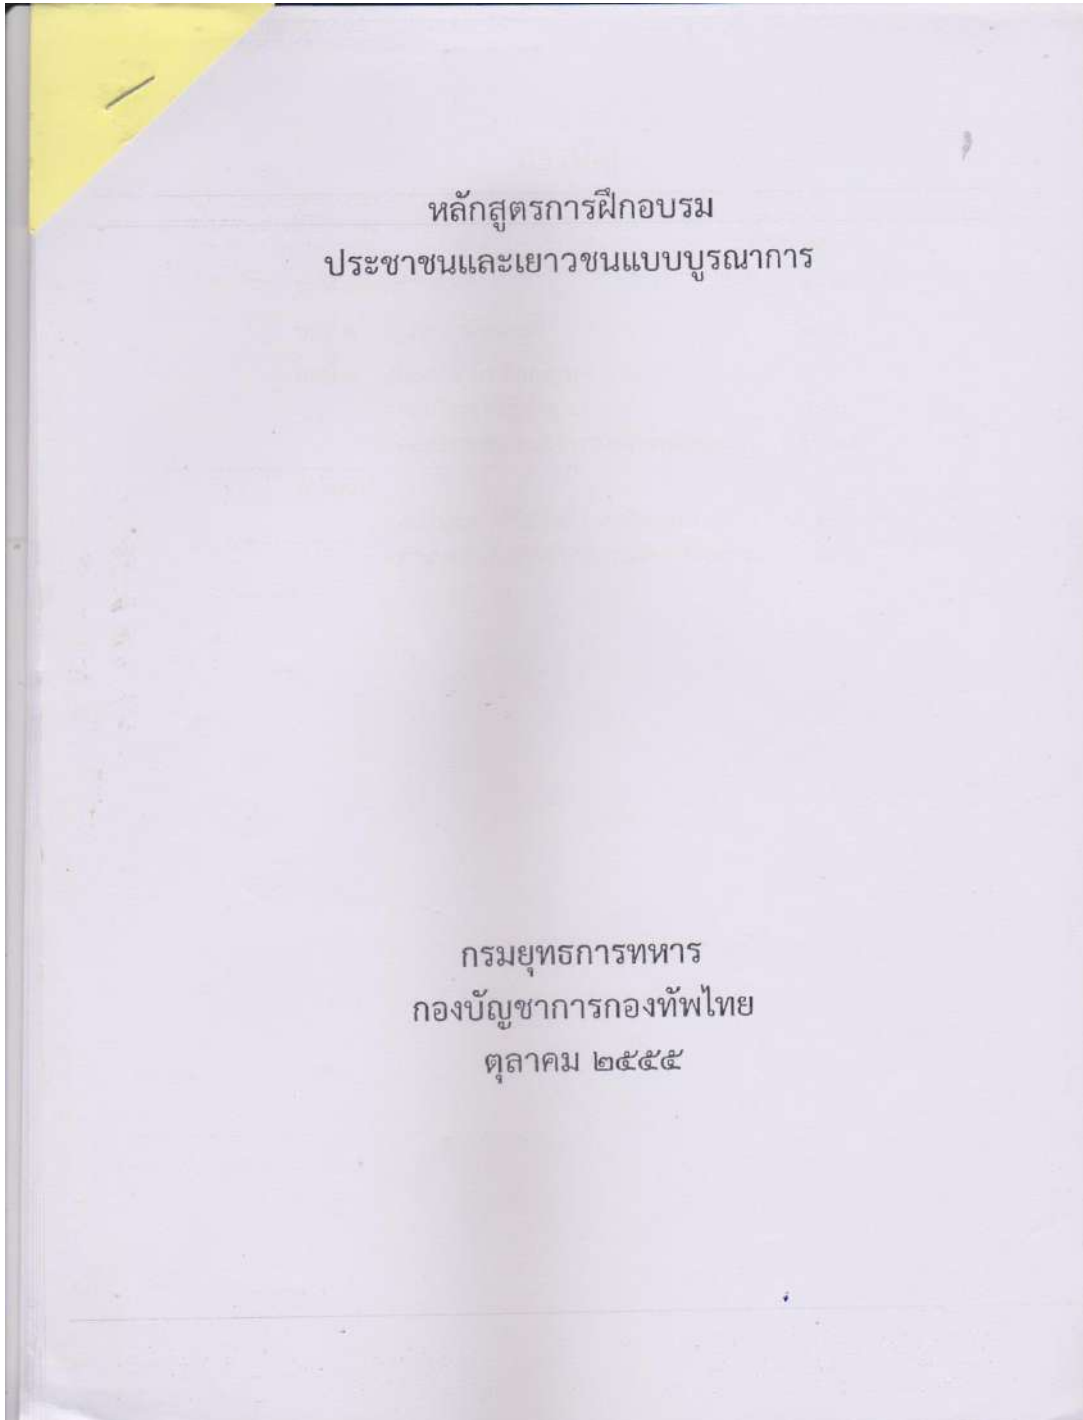 หลักสูตรการฝึกอบรม
ประชาชนและเยาวชนแบบบูรณาการ
กรมยุทธการทหาร
กองบัญชาการกองทัพไทย
ตุลาคม ๒๕๕๕